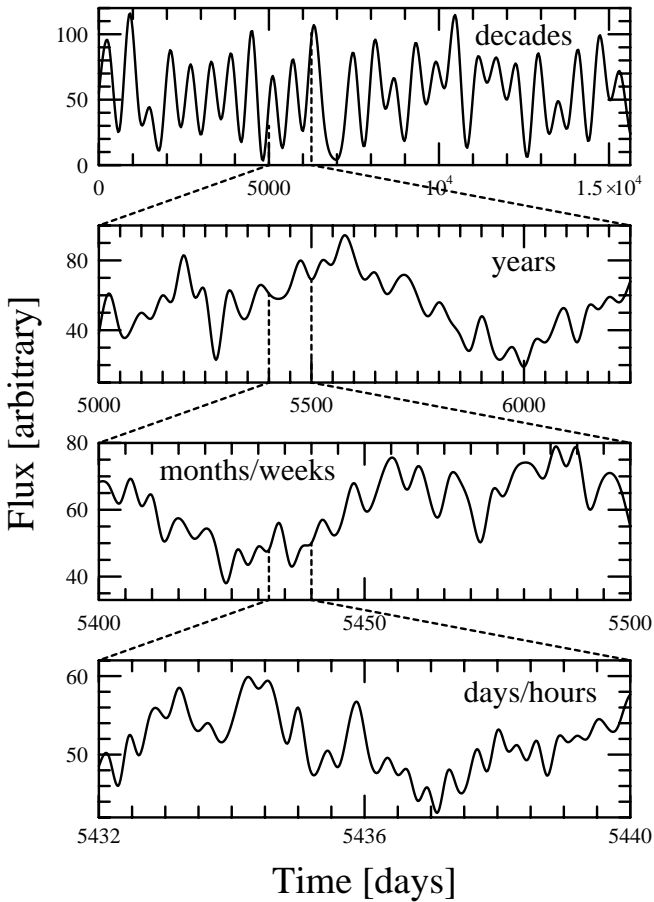 100
50
0
decades
0 5000 10⁴ 1.5×10⁴
80
40
years
5000 5500 6000
Flux [arbitrary]
80
60
40
months/weeks
5400 5450 5500
60
50
days/hours
5432 5436 5440
Time [days]